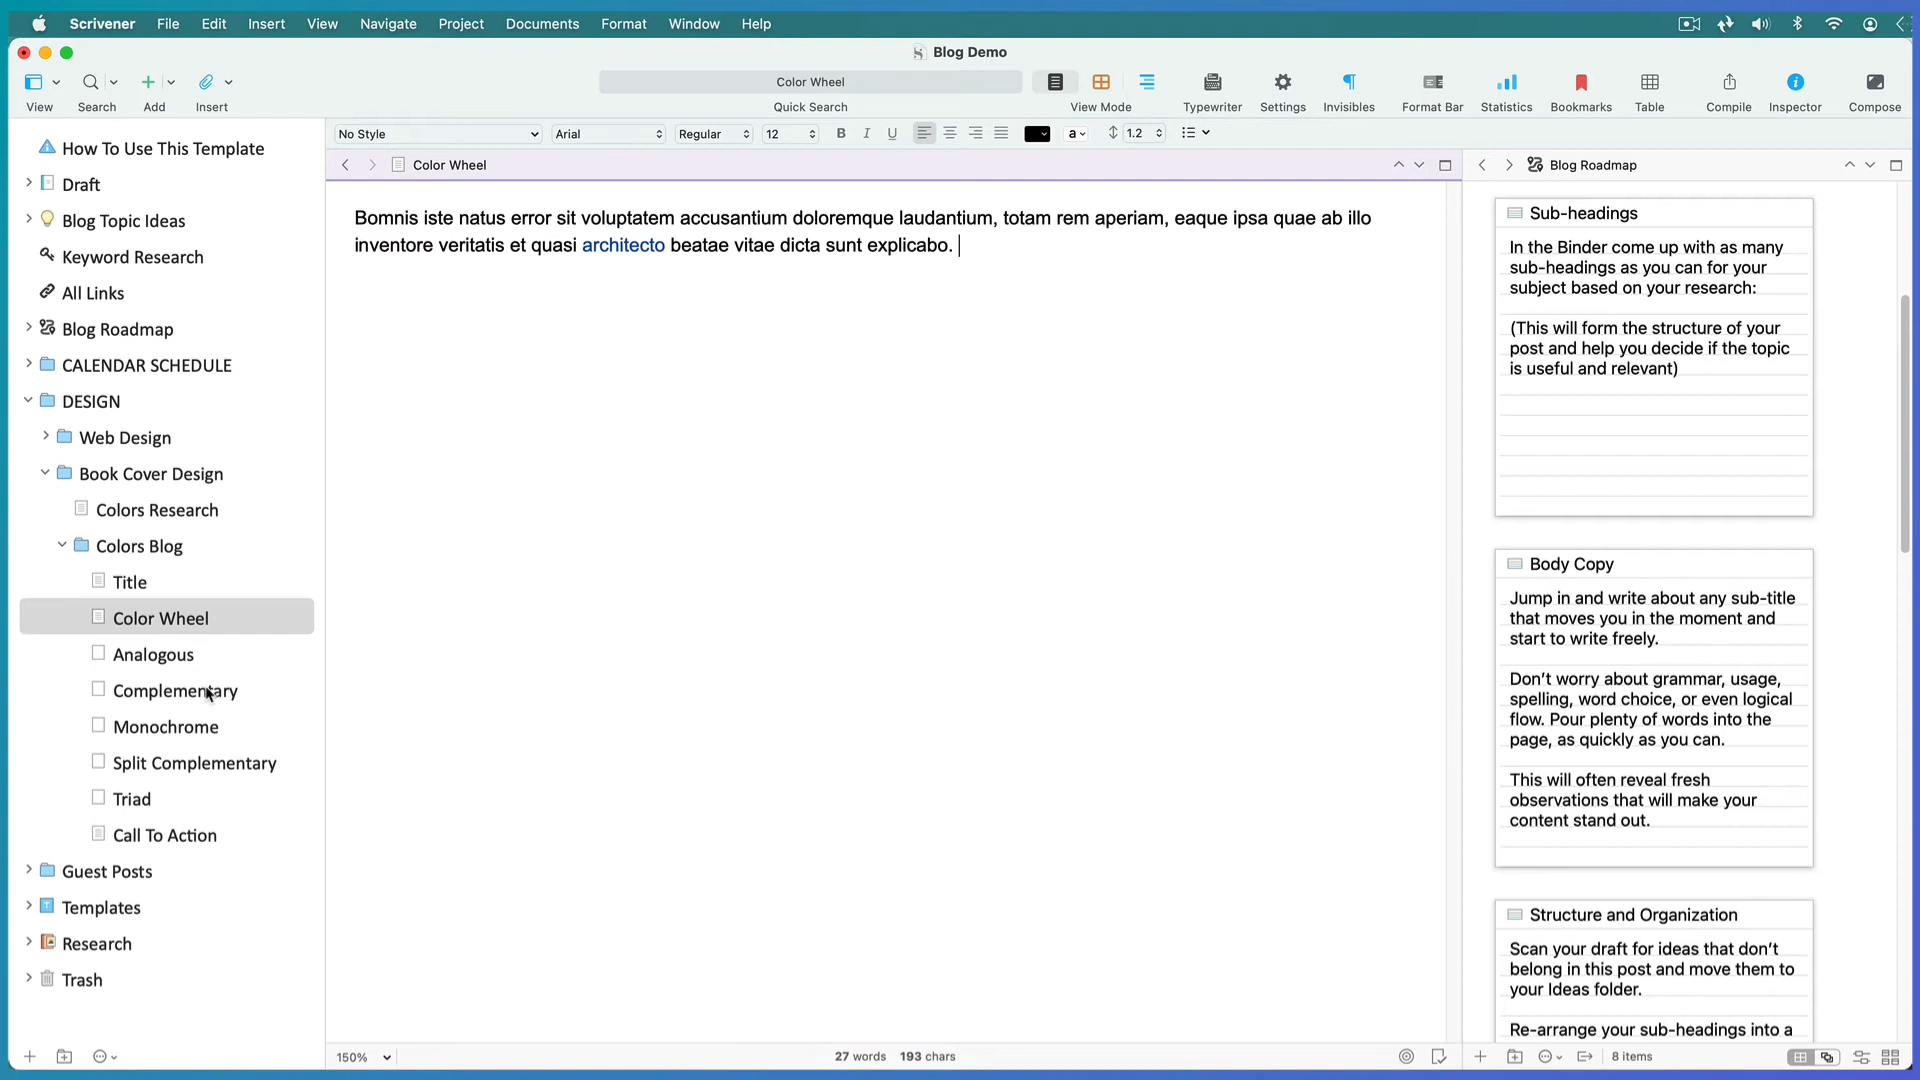 Scrivener File Edit Insert View Navigate Project Documents Format Window Help
Blog Demo
Color Wheel
View Search Add Insert Quick Search View Mode Typewriter Settings Invisibles Format Bar Statistics Bookmarks Table Compile Inspector Compose
No Style Arial Regular 12 B I U a 1.2
How To Use This Template
Draft
Blog Topic Ideas
Keyword Research
All Links
Blog Roadmap
CALENDAR SCHEDULE
DESIGN
Web Design
Book Cover Design
Colors Research
Colors Blog
Title
Color Wheel
Analogous
Complementary
Monochrome
Split Complementary
Triad
Call To Action
Guest Posts
Templates
Research
Trash
Color Wheel
Bomnis iste natus error sit voluptatem accusantium doloremque laudantium, totam rem aperiam, eaque ipsa quae ab illo
inventore veritatis et quasi architecto beatae vitae dicta sunt explicabo.
150%
27 words 193 chars
Blog Roadmap
Sub-headings
In the Binder come up with as many
sub-headings as you can for your
subject based on your research:
(This will form the structure of your
post and help you decide if the topic
is useful and relevant)
Body Copy
Jump in and write about any sub-title
that moves you in the moment and
start to write freely.
Don't worry about grammar, usage,
spelling, word choice, or even logical
flow. Pour plenty of words into the
page, as quickly as you can.
This will often reveal fresh
observations that will make your
content stand out.
Structure and Organization
Scan your draft for ideas that don't
belong in this post and move them to
your Ideas folder.
Re-arrange your sub-headings into a
8 items